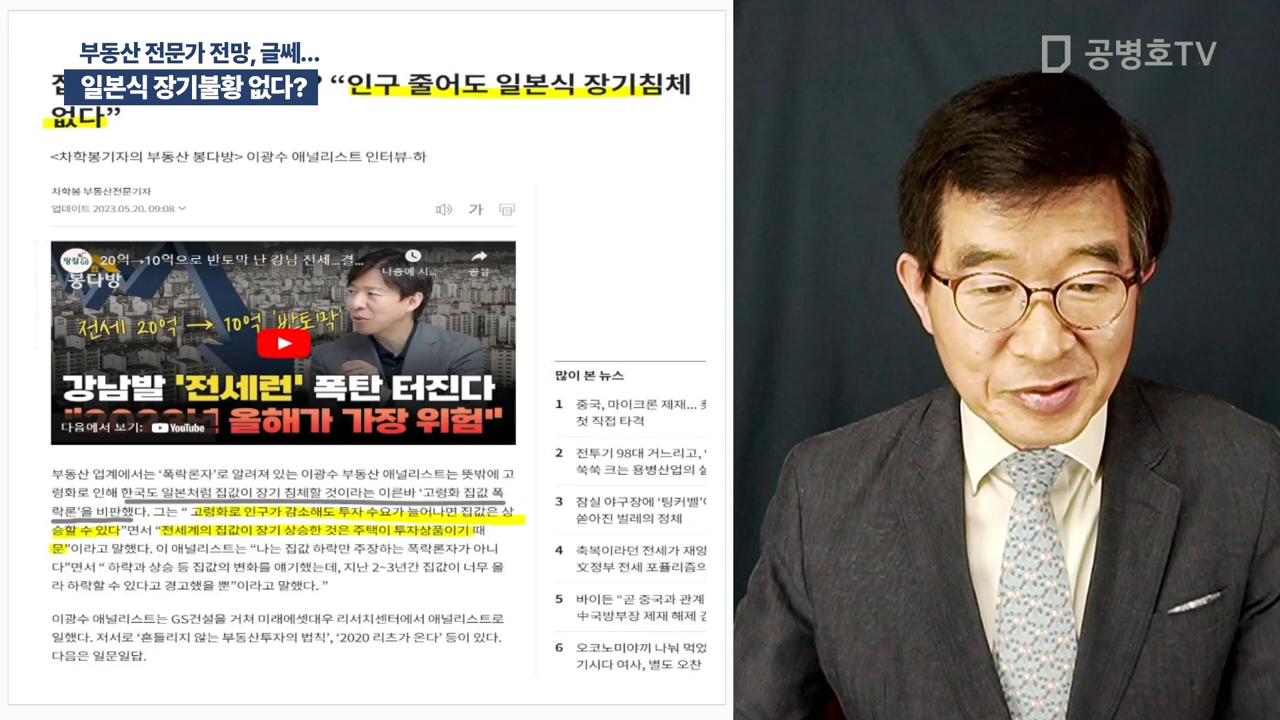 부동산 전문가 전망, 글쎄...
일본식 장기불황 없다?
“인구 줄어도 일본식 장기침체
없다”
<차학봉기자의 부동산 봉다방> 이광수 애널리스트 인터뷰-하
차학봉 부동산전문기자
업데이트 2023.05.20. 09:08
가
땅집go
20억→10억으로 반토막 난 강남 전세...결...
나중에 시...
공유
봉다방
전세 20억 → 10억 '반토막'
강남발 '전세런' 폭탄 터진다
올해가 가장 위험"
다음에서 보기: YouTube
부동산 업계에서는 ‘폭락론자’로 알려져 있는 이광수 부동산 애널리스트는 뜻밖에 고
령화로 인해 한국도 일본처럼 집값이 장기 침체할 것이라는 이른바 ‘고령화 집값 폭
락론’을 비판했다. 그는 “ 고령화로 인구가 감소해도 투자 수요가 늘어나면 집값은 상
승할 수 있다”면서 “전세계의 집값이 장기 상승한 것은 주택이 투자상품이기 때
문”이라고 말했다. 이 애널리스트는 “나는 집값 하락만 주장하는 폭락론자가 아니
다”면서 “ 하락과 상승 등 집값의 변화를 얘기했는데, 지난 2~3년간 집값이 너무 올
라 하락할 수 있다고 경고했을 뿐”이라고 말했다. ”
이광수 애널리스트는 GS건설을 거쳐 미래에셋대우 리서치센터에서 애널리스트로
일했다. 저서로 ‘흔들리지 않는 부동산투자의 법칙’, ‘2020 리츠가 온다’ 등이 있다.
다음은 일문일답.
많이 본 뉴스
1 중국, 마이크론 제재...
첫 직접 타격
2 전투기 98대 거느리고,
쑥쑥 크는 용병산업의
3 잠실 야구장에 ‘팅커벨’
쏟아진 벌레의 정체
4 축복이라던 전세가
文정부 전세 포퓰리즘의
5 바이든 “곧 중국과 관계
中국방부장 제재 해제
6 오코노미야끼 나눠
기시다 여사, 별도 오찬
공병호TV